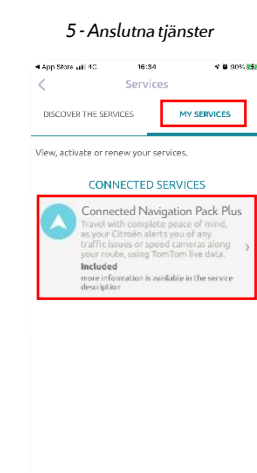 5 - Anslutna tjänster
App Store 4G 16:34 90%
Services
DISCOVER THE SERVICES MY SERVICES
View, activate or renew your services.
CONNECTED SERVICES
Connected Navigation Pack Plus
Travel with complete peace of mind,
as your Citroën alerts you of any
traffic issues or speed cameras along
your route, using TomTom live data.
Included
more information is available in the service
description